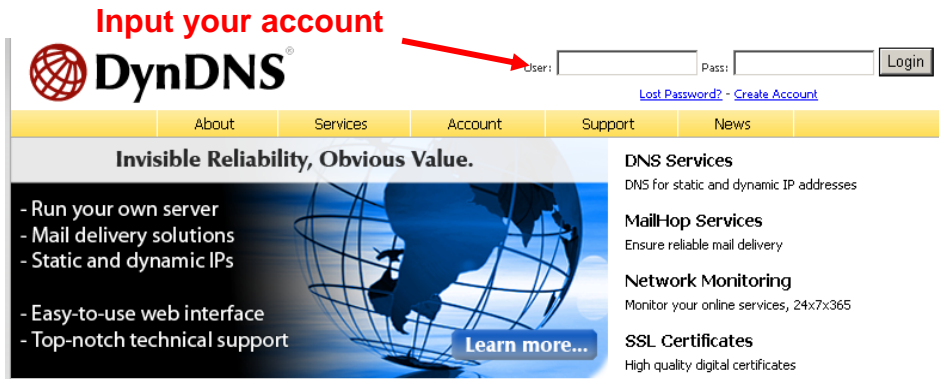 Input your account
DynDNS®
User:
Pass:
Login
Lost Password? - Create Account
About Services Account Support News
Invisible Reliability, Obvious Value.
- Run your own server
- Mail delivery solutions
- Static and dynamic IPs
- Easy-to-use web interface
- Top-notch technical support
Learn more...
DNS Services
DNS for static and dynamic IP addresses
MailHop Services
Ensure reliable mail delivery
Network Monitoring
Monitor your online services, 24x7x365
SSL Certificates
High quality digital certificates